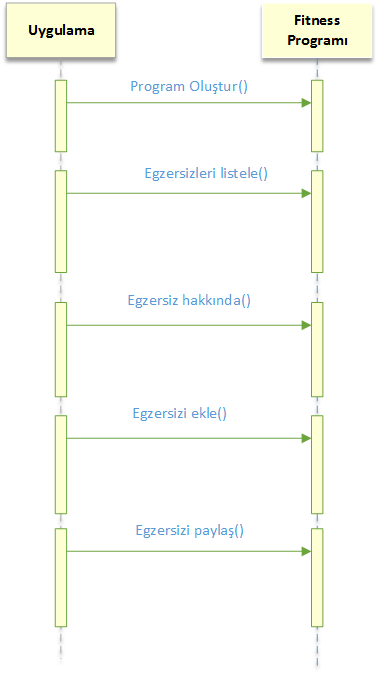 Uygulama
Fitness
Programı
Program Oluştur()
Egzersizleri listele()
Egzersiz hakkında()
Egzersizi ekle()
Egzersizi paylaş()